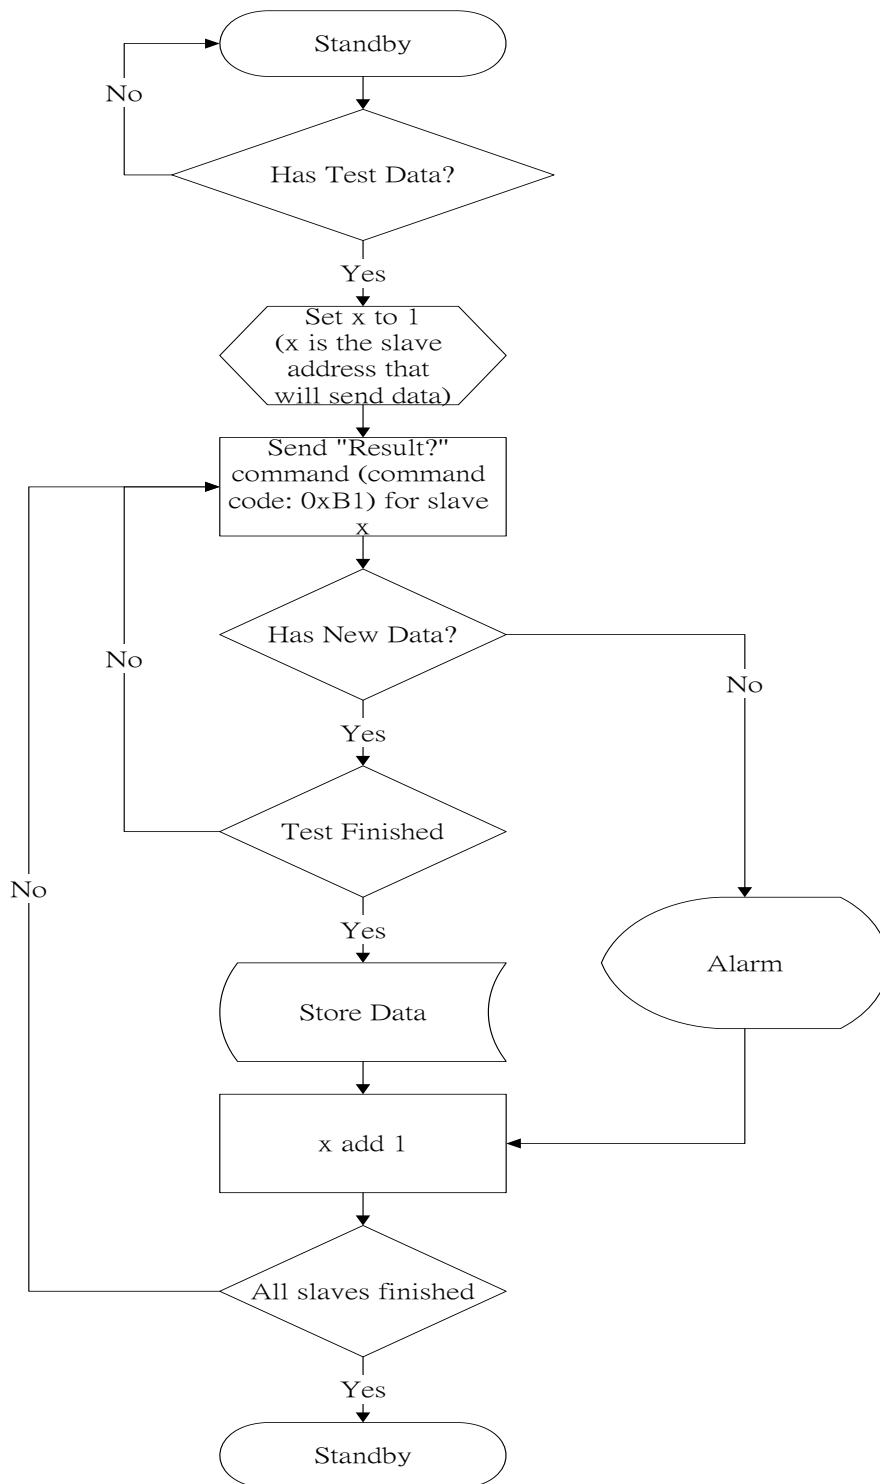 Standby
No
Has Test Data?
Yes
Set x to 1
(x is the slave
address that
will send data)
Send "Result?"
command (command
code: 0xB1) for slave
x
Has New Data?
No
No
Yes
Test Finished
No
Yes
Alarm
Store Data
x add 1
All slaves finished
Yes
Standby